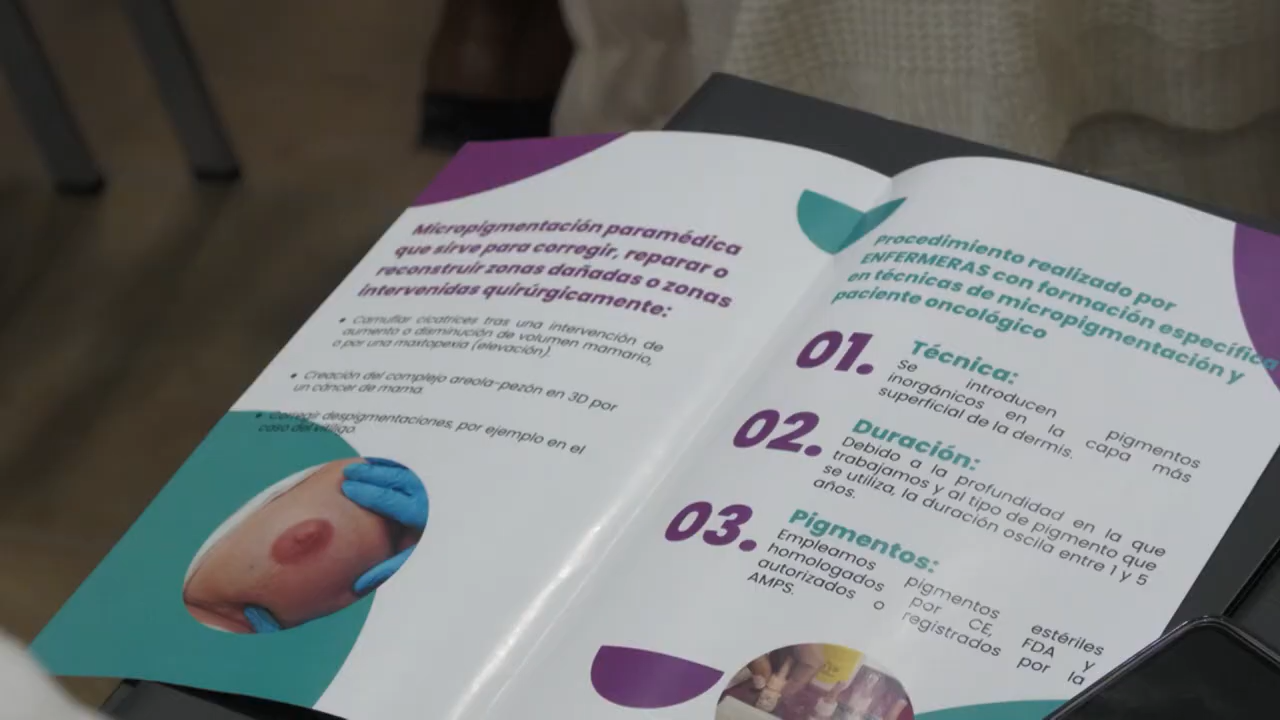 Micropigmentación paramédica
que sirve para corregir, reparar o
reconstruir zonas dañadas o zonas
intervenidas quirúrgicamente:
• Camuflar cicatrices tras una intervención de
aumento o disminución de volumen mamario,
o por una mastopexia (elevación).
• Creación del complejo areola-pezón en 3D por
un cáncer de mama.
• Corregir despigmentaciones, por ejemplo en el
caso del vitíligo.
Procedimiento realizado por
ENFERMERAS con formación específica
en técnicas de micropigmentación y
paciente oncológico
01. Técnica:
Se introducen pigmentos
inorgánicos en la capa más
superficial de la dermis.
02. Duración:
Debido a la profundidad en la que
trabajamos y al tipo de pigmento que
se utiliza, la duración oscila entre 1 y 5
años.
03. Pigmentos:
Empleamos pigmentos estériles
homologados por CE, FDA y
autorizados o registrados por la
AMPS.